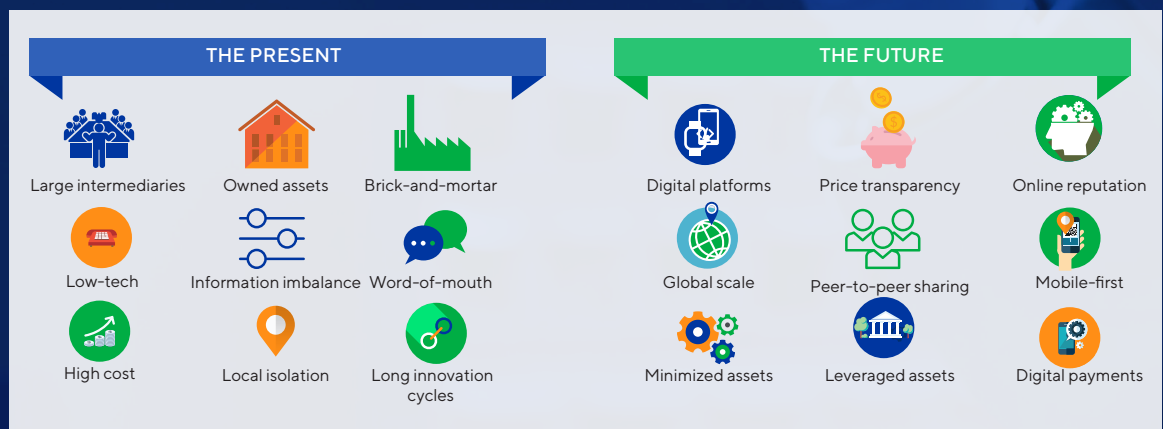 THE PRESENT
Large intermediaries
Owned assets
Brick-and-mortar
Low-tech
Information imbalance
Word-of-mouth
High cost
Local isolation
Long innovation
cycles
THE FUTURE
Digital platforms
Price transparency
Online reputation
Global scale
Peer-to-peer sharing
Mobile-first
Minimized assets
Leveraged assets
Digital payments